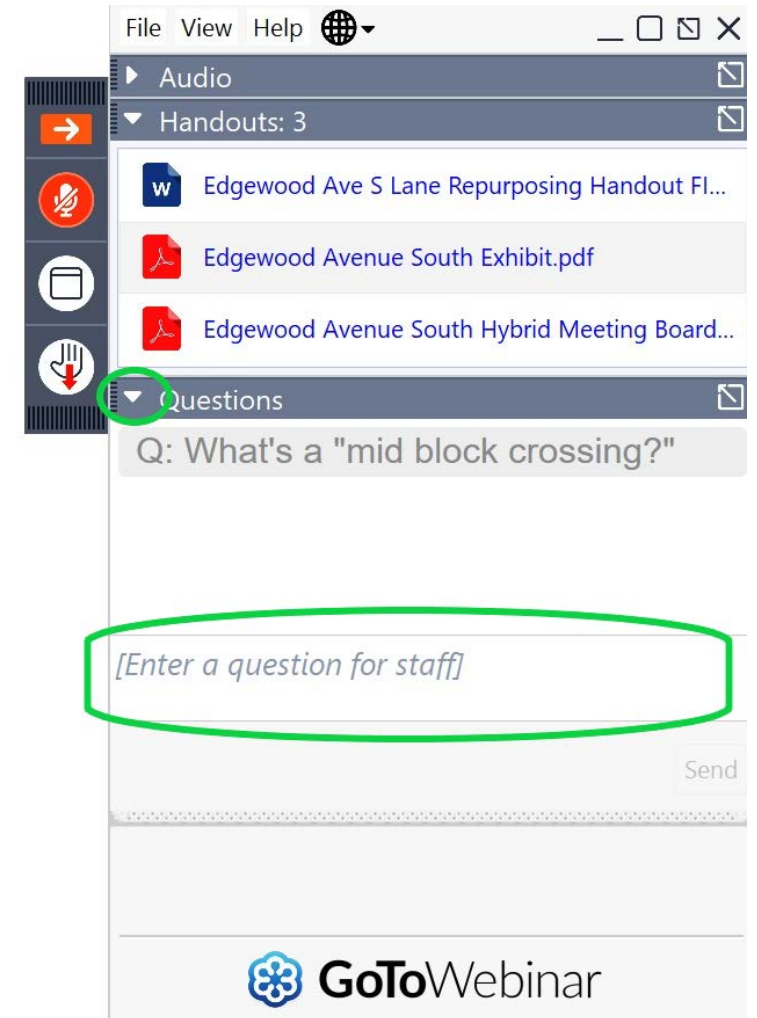 File View Help
Audio
Handouts: 3
W Edgewood Ave S Lane Repurposing Handout FI...
Edgewood Avenue South Exhibit.pdf
Edgewood Avenue South Hybrid Meeting Board...
Questions
Q: What's a "mid block crossing?"
[Enter a question for staff]
Send
GoToWebinar